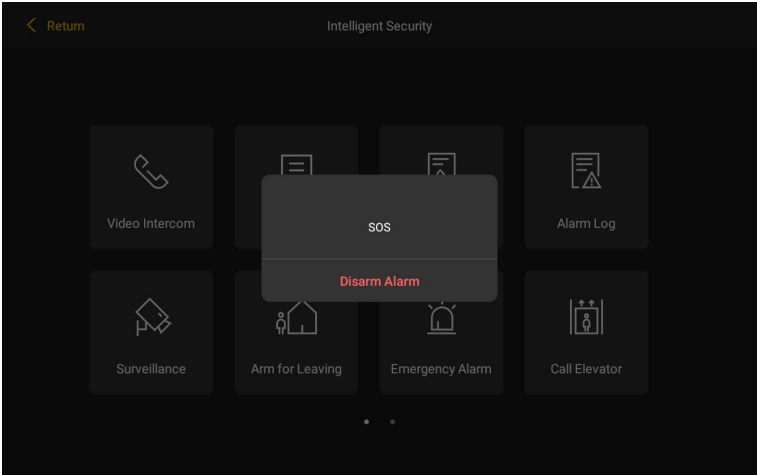 Return
Intelligent Security
SOS
Disarm Alarm
Video Intercom
Alarm Log
Surveillance
Arm for Leaving
Emergency Alarm
Call Elevator